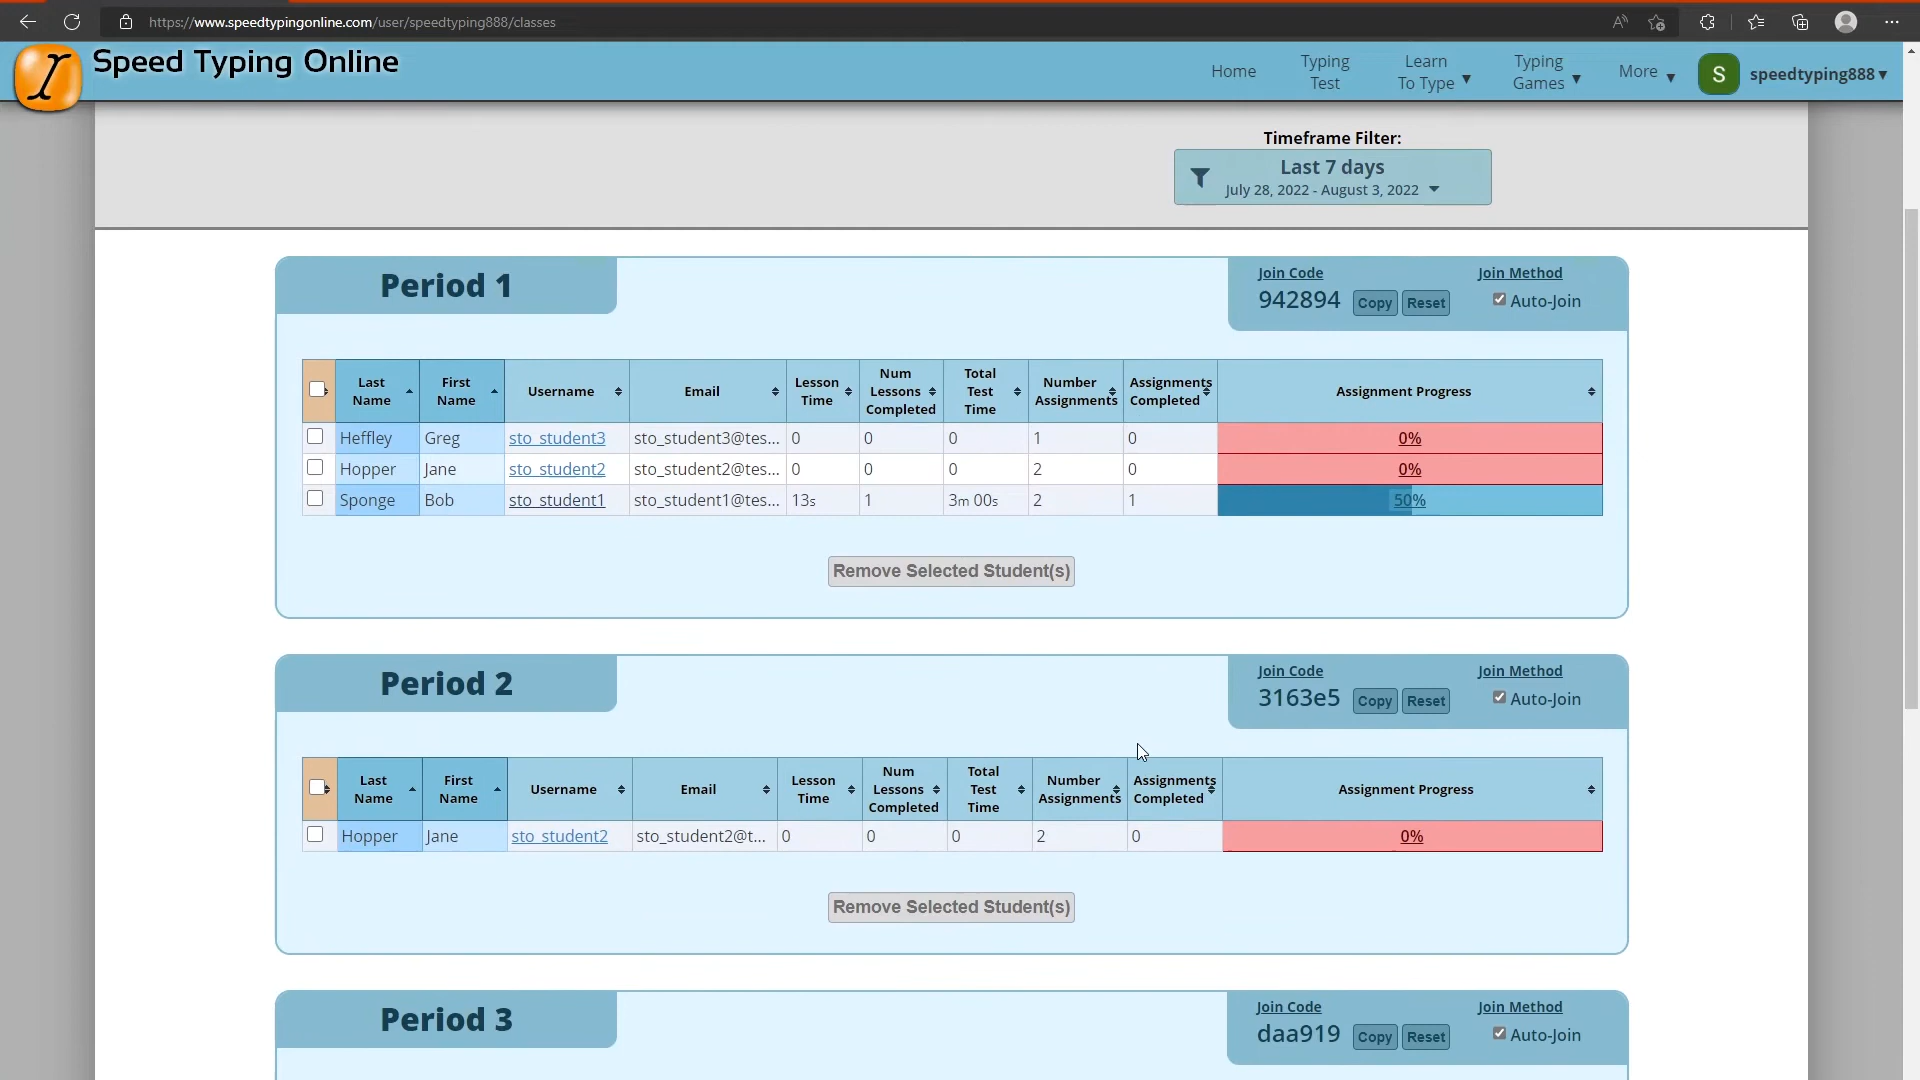 https://www.speedtypingonline.com/user/speedtyping888/classes
Speed Typing Online
Home
Typing Test
Learn To Type ▼
Typing Games ▼
More ▼
S
speedtyping888▼
Timeframe Filter:
Last 7 days
July 28, 2022 - August 3, 2022
Period 1
Join Code
942894 Copy Reset
Join Method
Auto-Join
Last Name First Name Username Email Lesson Time Num Lessons Completed Total Test Time Number Assignments Assignments Completed Assignment Progress
Heffley Greg sto_student3 sto_student3@tes... 0 0 0 1 0 0%
Hopper Jane sto_student2 sto_student2@tes... 0 0 0 2 0 0%
Sponge Bob sto_student1 sto_student1@tes... 13s 1 3m 00s 2 1 50%
Remove Selected Student(s)
Period 2
Join Code
3163e5 Copy Reset
Join Method
Auto-Join
Last Name First Name Username Email Lesson Time Num Lessons Completed Total Test Time Number Assignments Assignments Completed Assignment Progress
Hopper Jane sto_student2 sto_student2@t... 0 0 0 2 0 0%
Remove Selected Student(s)
Period 3
Join Code
daa919 Copy Reset
Join Method
Auto-Join